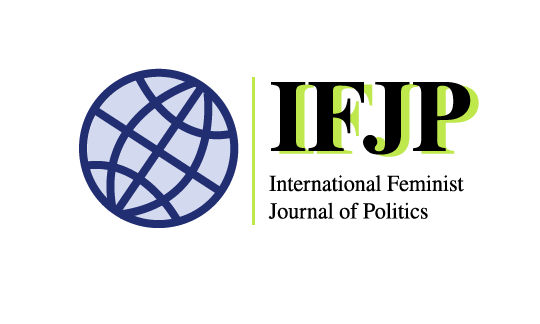 IFJP
International Feminist
Journal of Politics